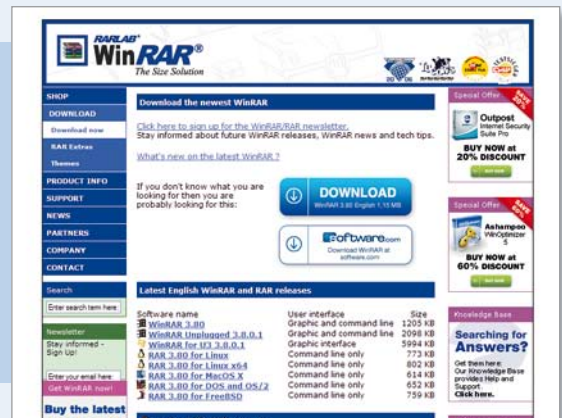 RARLAB®
WinRAR®
The Size Solution
SHOP
DOWNLOAD
Download now
RAR Extras
Themes
PRODUCT INFO
SUPPORT
NEWS
PARTNERS
COMPANY
CONTACT
Search
Enter search term here
Newsletter
Stay informed -
Sign Up!
Enter your email here:
Get WinRAR now!
Buy the latest
Download the newest WinRAR
Click here to sign up for the WinRAR/RAR newsletter.
Stay informed about future WinRAR releases, WinRAR news and tech tips.
What's new on the latest WinRAR ?
If you don't know what you are
looking for then you are
probably looking for this:
DOWNLOAD
WinRAR 3.80 English 1.15 MB
Software.com
Download WinRAR at
software.com
Latest English WinRAR and RAR releases
Software name User interface Size
WinRAR 3.80 Graphic and command line 1205 KB
WinRAR Unplugged 3.8.0.1 Graphic and command line 2098 KB
WinRAR for U3 3.8.0.1 Graphic interface 5994 KB
RAR 3.80 for Linux Command line only 773 KB
RAR 3.80 for Linux x64 Command line only 802 KB
RAR 3.80 for MacOS X Command line only 614 KB
RAR 3.80 for DOS and OS/2 Command line only 652 KB
RAR 3.80 for FreeBSD Command line only 759 KB
Special Offer
SAVE 20%
Outpost
Internet Security
Suite Pro
BUY NOW at
20% DISCOUNT
BUY NOW
Special Offer
SAVE 60%
Ashampoo
WinOptimizer
5
BUY NOW at
60% DISCOUNT
BUY NOW
Knowledge Base
Searching for
Answers?
Get them here:
Our Knowledge Base
provides Help and
Support.
Click here.